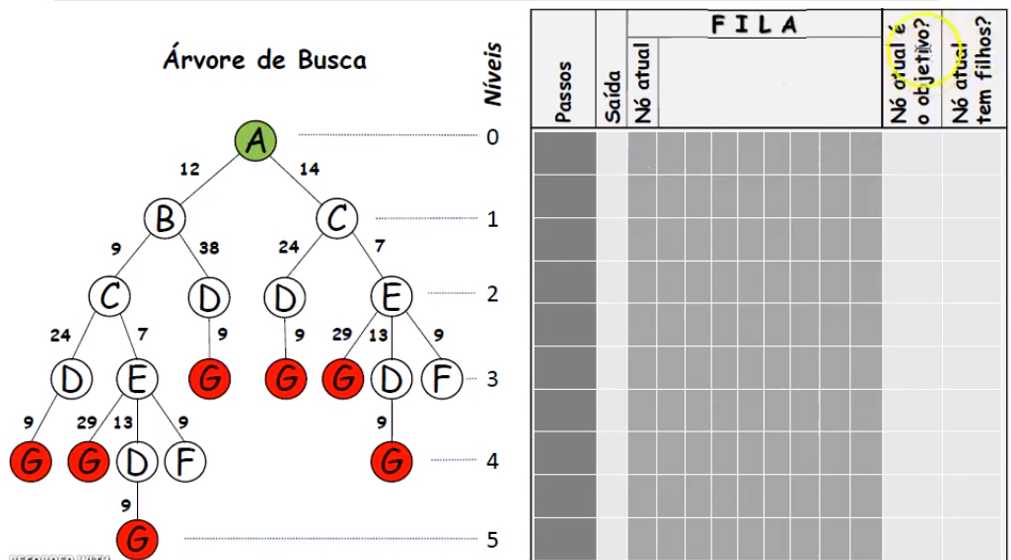 Árvore de Busca
Níveis
A
0
12
14
B
C
1
9
38
24
7
C
D
D
E
2
24
7
9
9
29
13
9
D
E
G
G
G
D
F
3
9
29
13
9
9
G
G
D
F
G
4
9
G
5
RECORDED WITH
Passos
Saída
FILA
Nó atual
Nó atual é
o objetivo?
Nó atual
tem filhos?